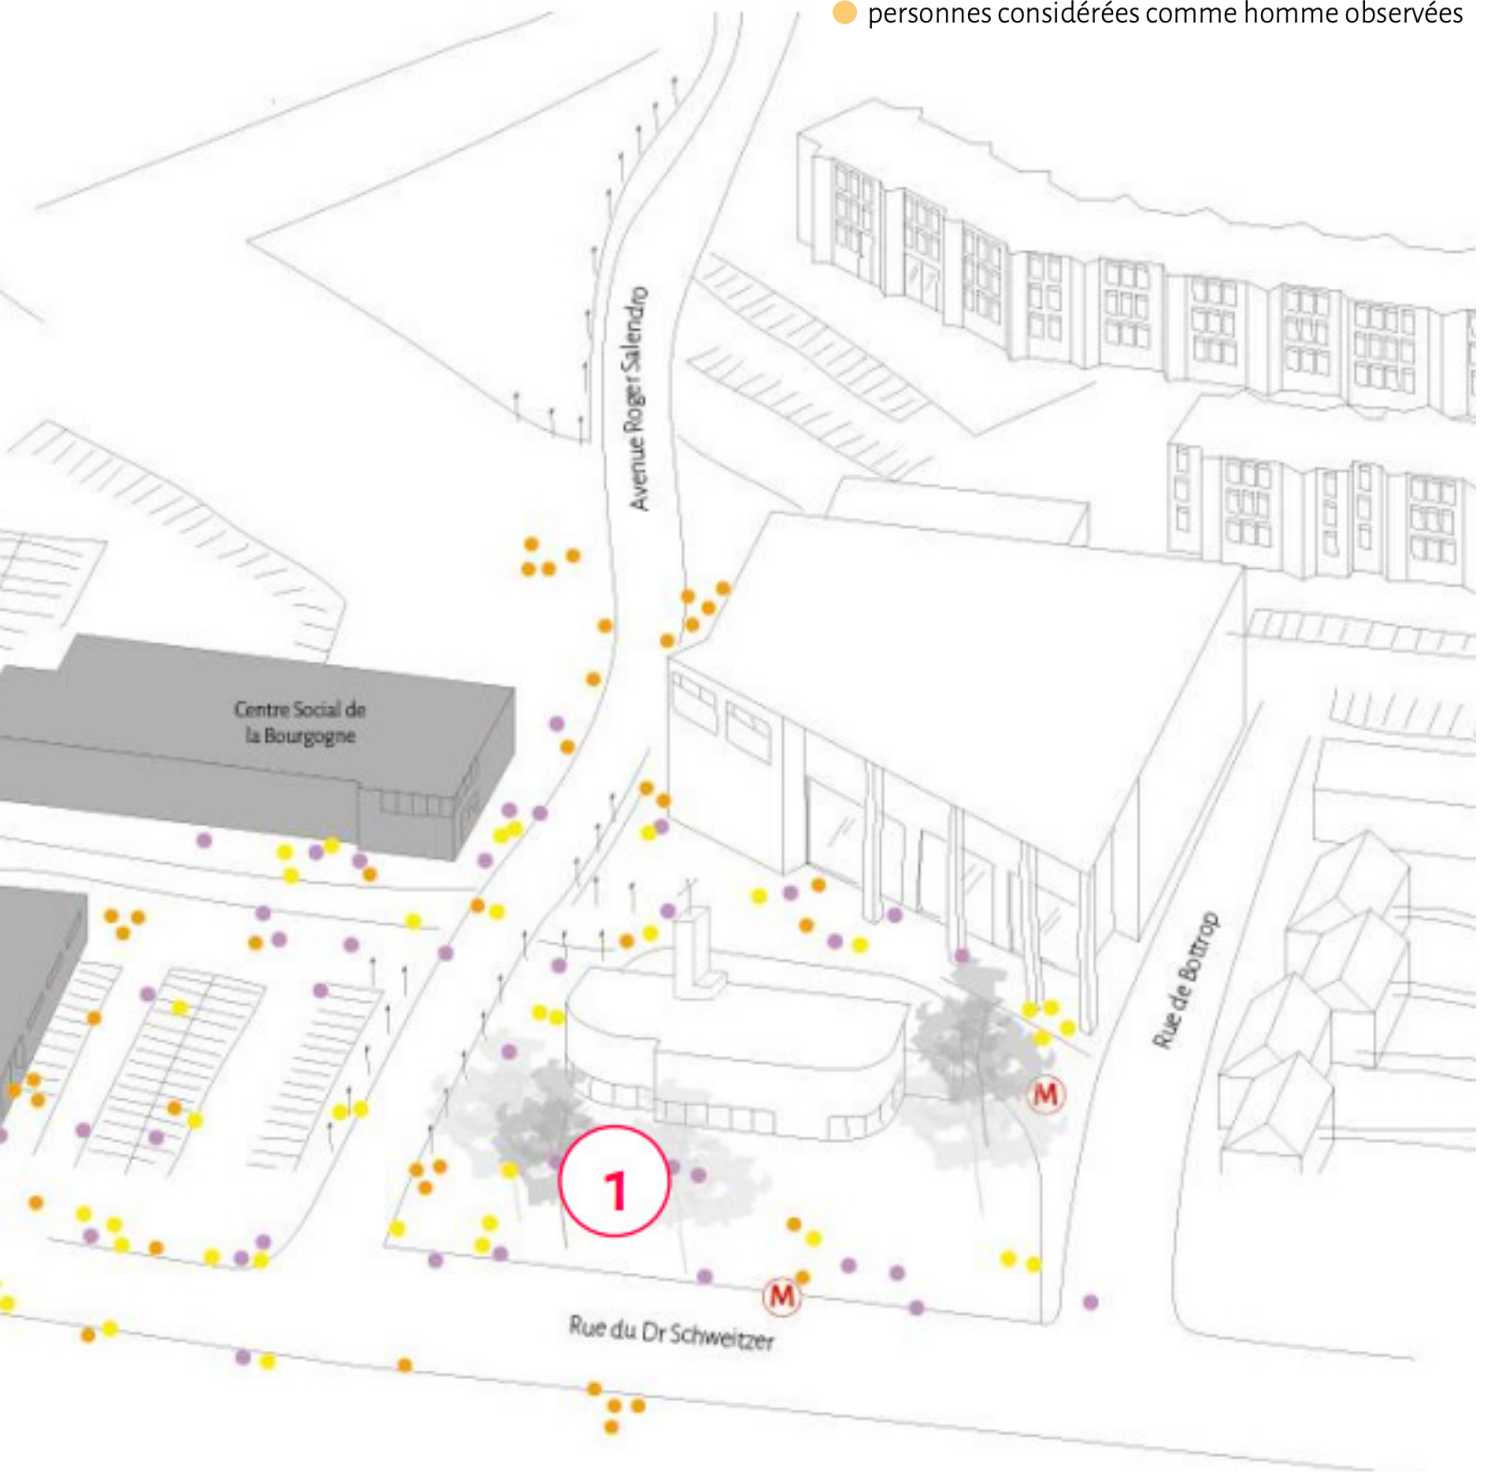 personnes considérées comme homme observées
Avenue Roger Salendro
Centre Social de
la Bourgogne
Rue de Bottrop
M
1
M
Rue du Dr Schweitzer